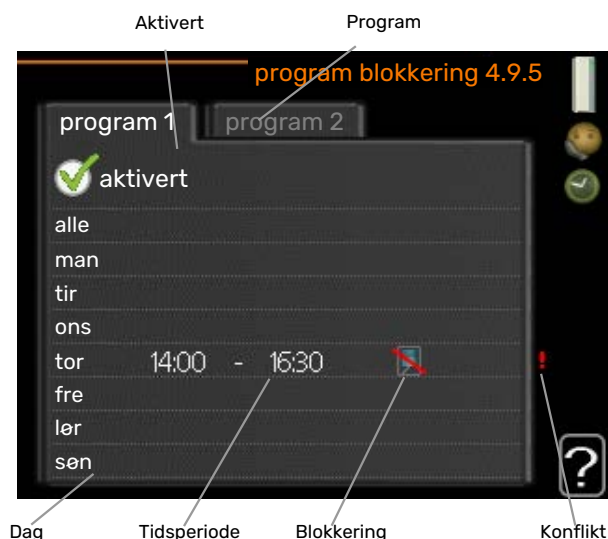 Aktivert Program
program blokkering 4.9.5
program 1 program 2
aktivert
alle
man
tir
ons
tor 14:00 - 16:30 !
fre
lør
søn
?
Dag Tidsperiode Blokkering Konflikt